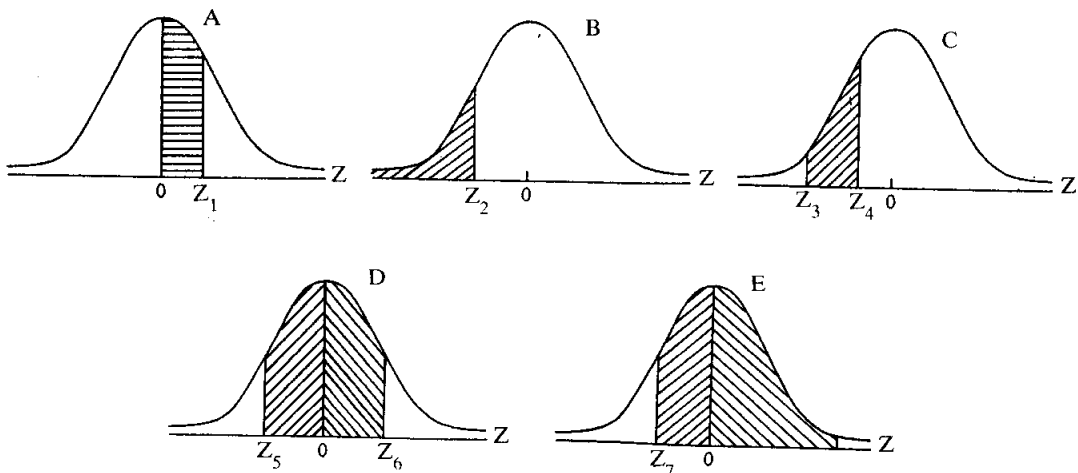 A
B
C
0 Z₁ Z
Z₂ 0 Z
Z₃ Z₄ 0 Z
D
E
Z₅ 0 Z₆ Z
Z₇ 0 Z